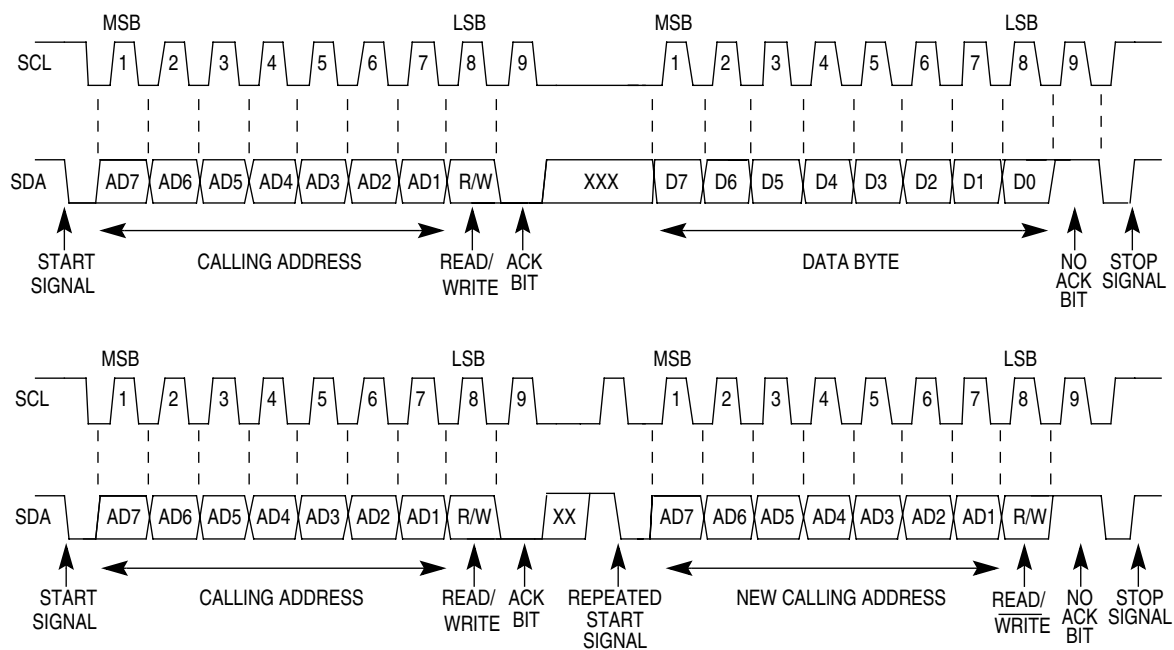 MSB LSB MSB LSB
SCL 1 2 3 4 5 6 7 8 9 1 2 3 4 5 6 7 8 9
SDA AD7 AD6 AD5 AD4 AD3 AD2 AD1 R/W XXX D7 D6 D5 D4 D3 D2 D1 D0
START
SIGNAL
CALLING ADDRESS
READ/
WRITE
ACK
BIT
DATA BYTE
NO
ACK
BIT
STOP
SIGNAL
MSB LSB MSB LSB
SCL 1 2 3 4 5 6 7 8 9 1 2 3 4 5 6 7 8 9
SDA AD7 AD6 AD5 AD4 AD3 AD2 AD1 R/W XX AD7 AD6 AD5 AD4 AD3 AD2 AD1 R/W
START
SIGNAL
CALLING ADDRESS
READ/
WRITE
ACK
BIT
REPEATED
START
SIGNAL
NEW CALLING ADDRESS
READ/
WRITE
NO
ACK
BIT
STOP
SIGNAL